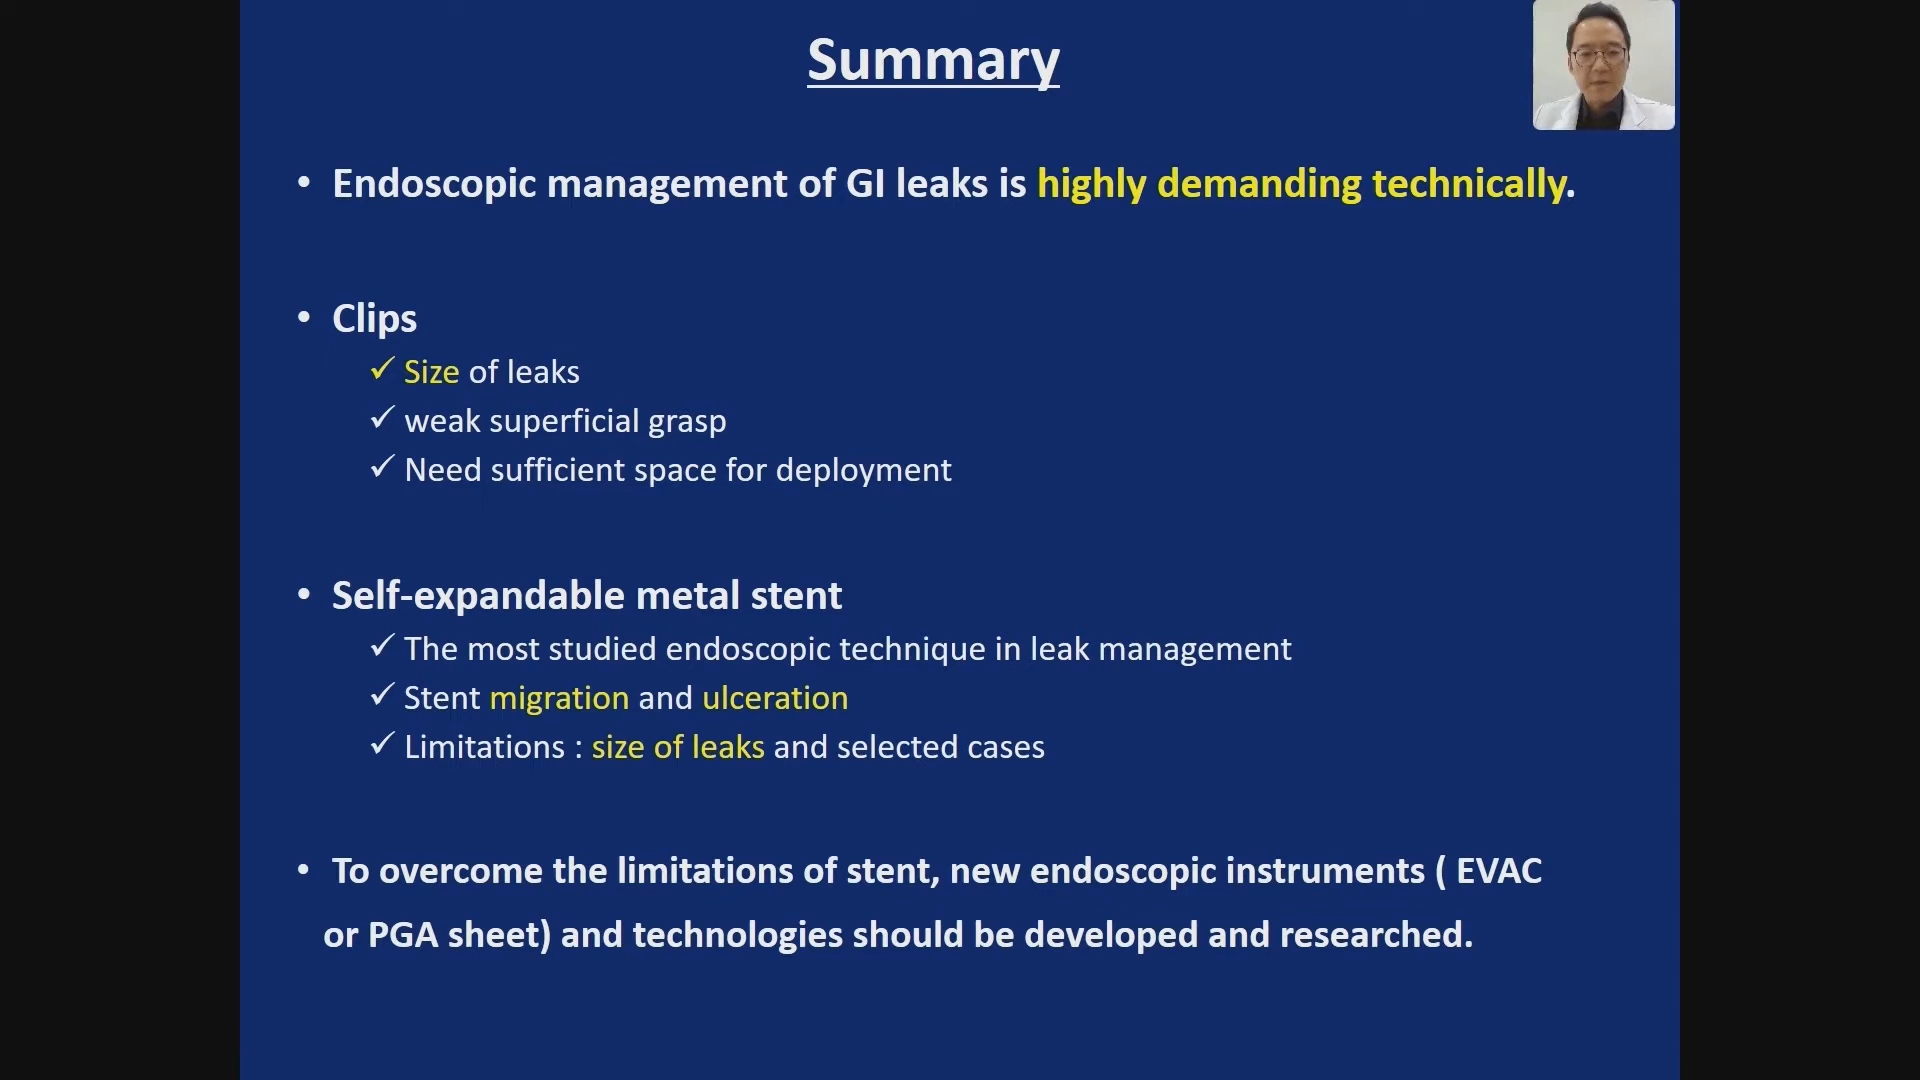 Summary
• Endoscopic management of GI leaks is highly demanding technically.
• Clips
✓ Size of leaks
✓ weak superficial grasp
✓ Need sufficient space for deployment
• Self-expandable metal stent
✓ The most studied endoscopic technique in leak management
✓ Stent migration and ulceration
✓ Limitations : size of leaks and selected cases
• To overcome the limitations of stent, new endoscopic instruments ( EVAC
or PGA sheet) and technologies should be developed and researched.